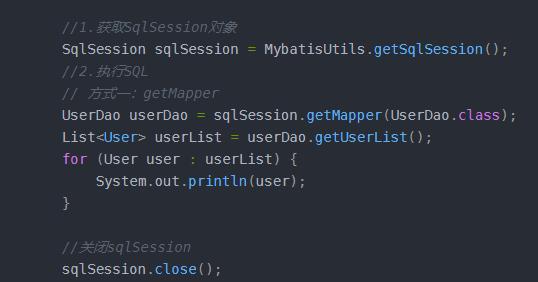 //1.获取SqlSession对象
SqlSession sqlSession = MybatisUtils.getSqlSession();
//2.执行SQL
// 方式一：getMapper
UserDao userDao = sqlSession.getMapper(UserDao.class);
List<User> userList = userDao.getUserList();
for (User user : userList) {
    System.out.println(user);
}
//关闭sqlSession
sqlSession.close();